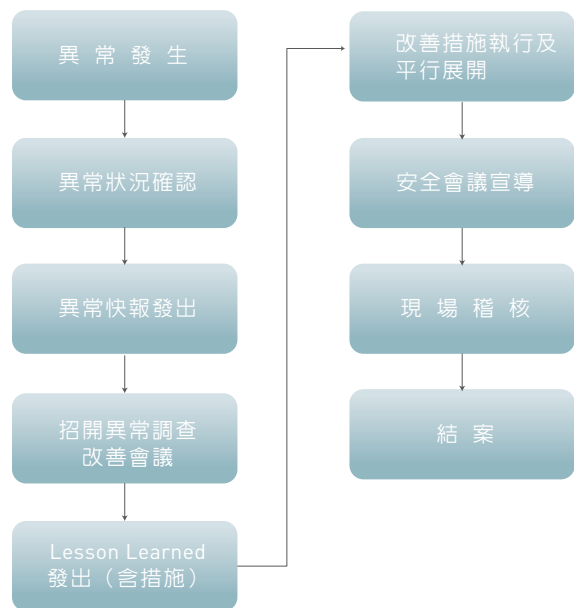 異常發生
異常狀況確認
異常快報發出
招開異常調查
改善會議
Lesson Learned
發出（含措施）
改善措施執行及
平行展開
安全會議宣導
現場稽核
結案